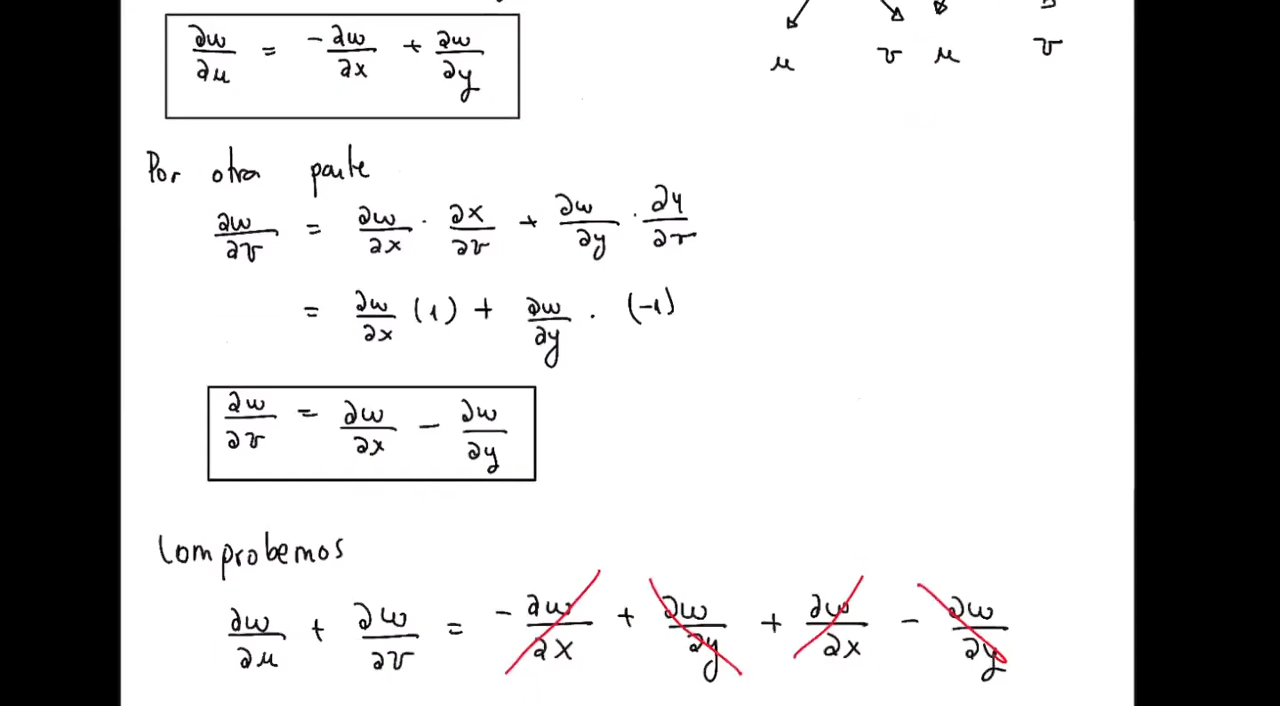 ∂w/∂μ = -∂w/∂x + ∂w/∂y
μ v μ v
Por otra parte
∂w/∂v = ∂w/∂x · ∂x/∂v + ∂w/∂y · ∂y/∂v
= ∂w/∂x (1) + ∂w/∂y · (-1)
∂w/∂v = ∂w/∂x - ∂w/∂y
Comprobemos
∂w/∂μ + ∂w/∂v = -∂w/∂x + ∂w/∂y + ∂w/∂x - ∂w/∂y